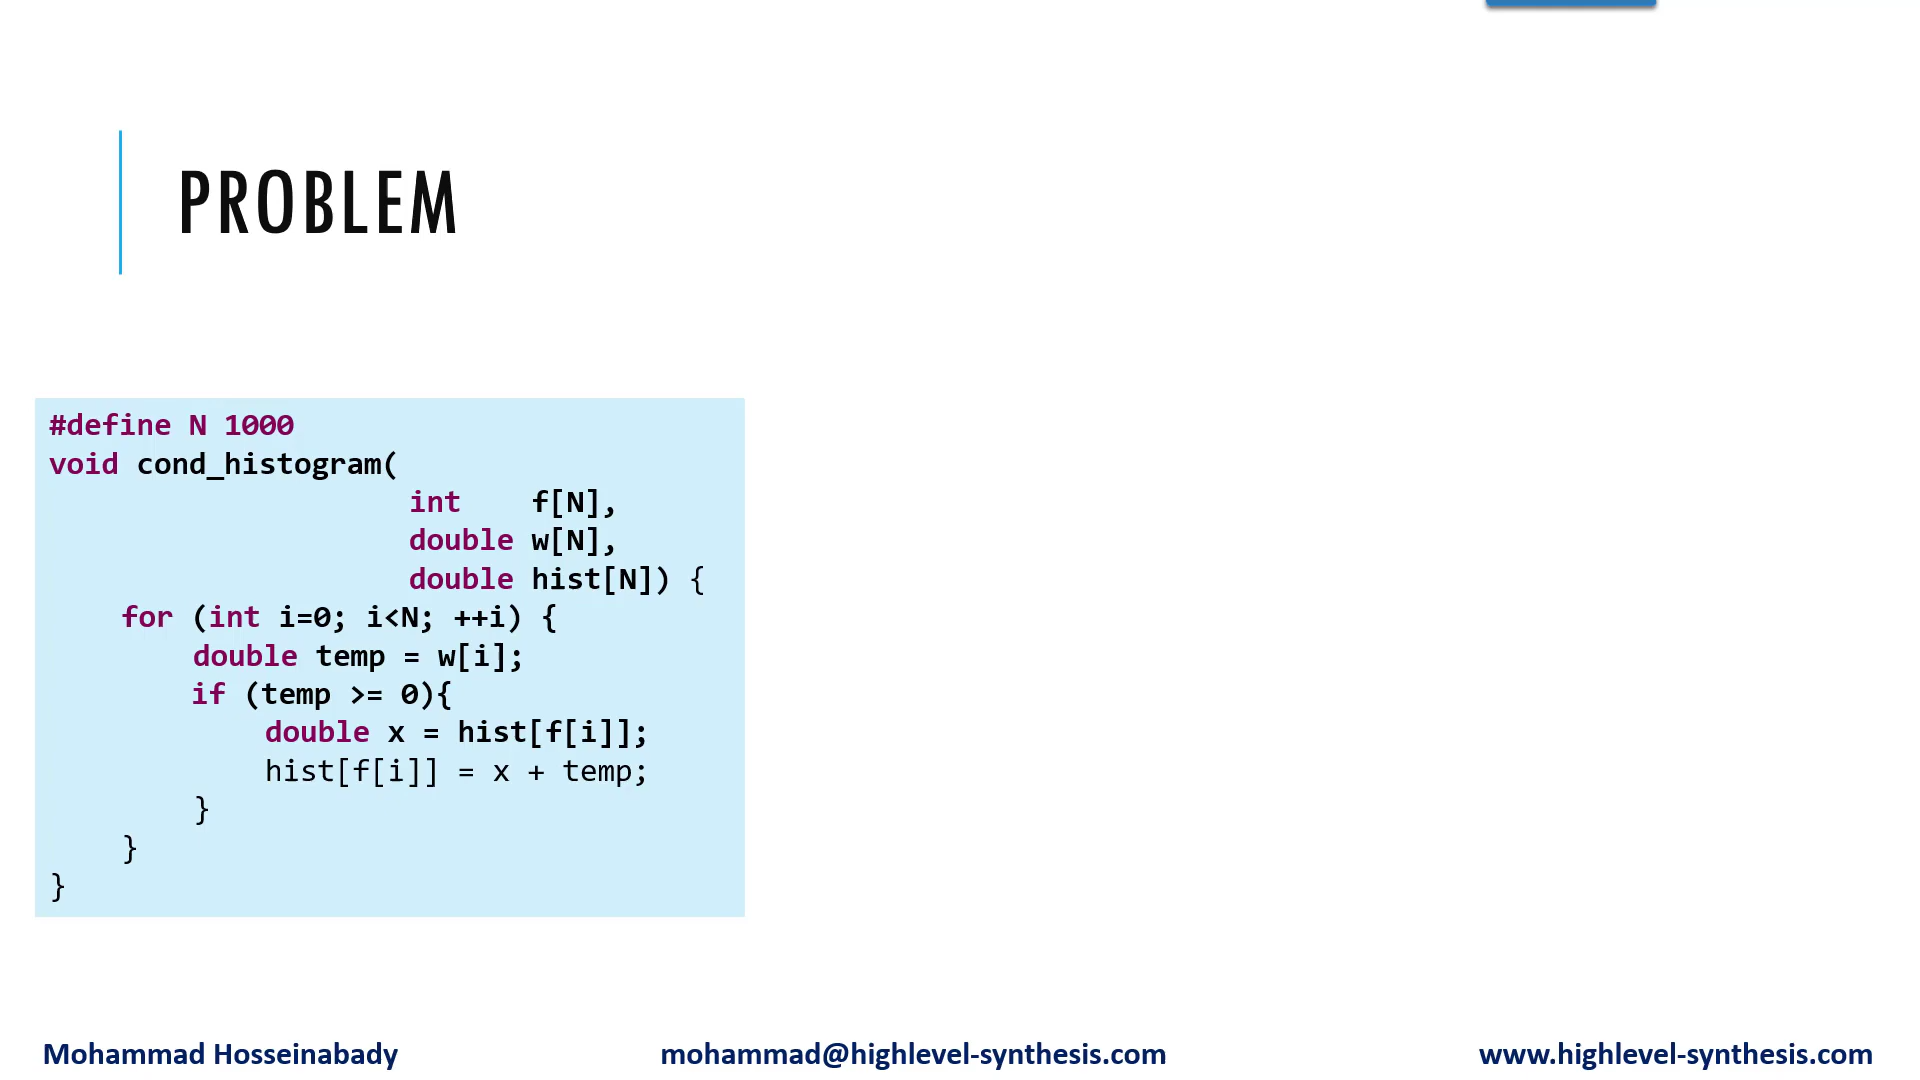 PROBLEM
#define N 1000
void cond_histogram(
int f[N],
double w[N],
double hist[N]) {
for (int i=0; i<N; ++i) {
double temp = w[i];
if (temp >= 0){
double x = hist[f[i]];
hist[f[i]] = x + temp;
}
}
}
Mohammad Hosseinabady
mohammad@highlevel-synthesis.com
www.highlevel-synthesis.com